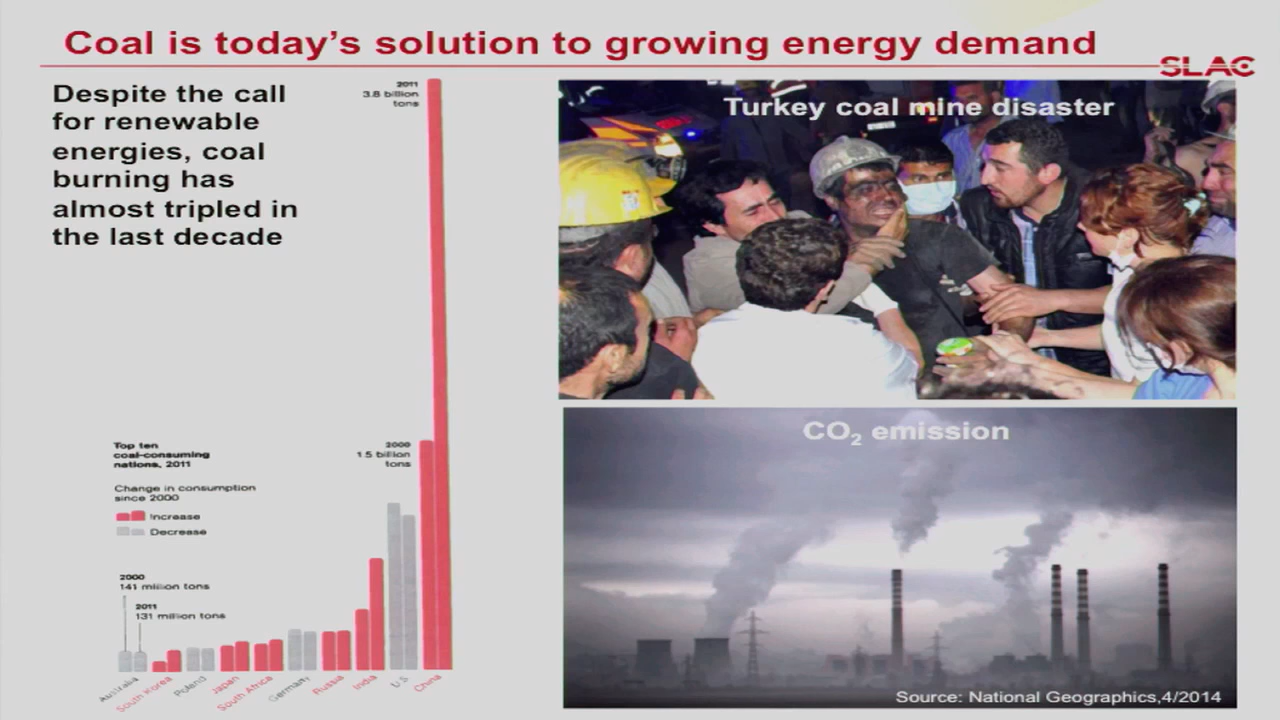 Coal is today's solution to growing energy demand
SLAC
Despite the call
for renewable
energies, coal
burning has
almost tripled in
the last decade
2011
3.8 billion
tons
Top ten
coal-consuming
nations, 2011
2000
1.5 billion
tons
Change in consumption
since 2000
Increase
Decrease
2000
141 million tons
2011
131 million tons
Australia
South Korea
Poland
Japan
South Africa
Germany
Russia
India
U.S
China
Turkey coal mine disaster
CO₂ emission
Source: National Geographics,4/2014